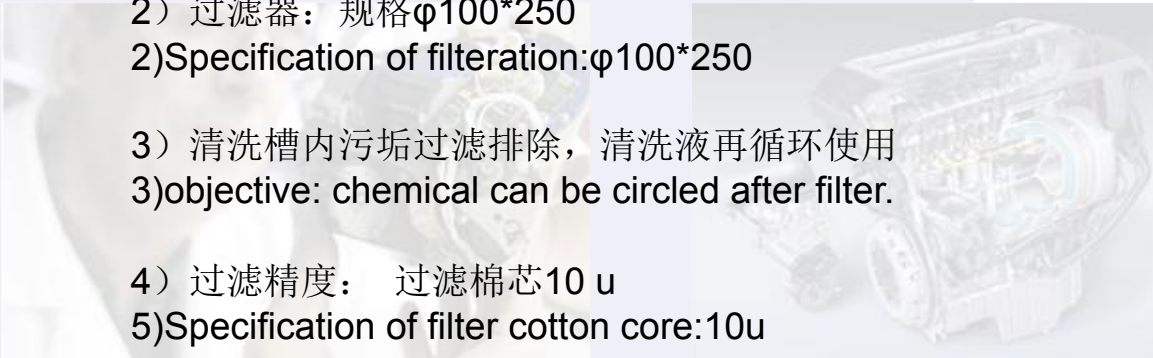 2）过滤器：规格φ100*250
2)Specification of filteration:φ100*250
3）清洗槽内污垢过滤排除，清洗液再循环使用
3)objective: chemical can be circled after filter.
4）过滤精度： 过滤棉芯10 u
5)Specification of filter cotton core:10u